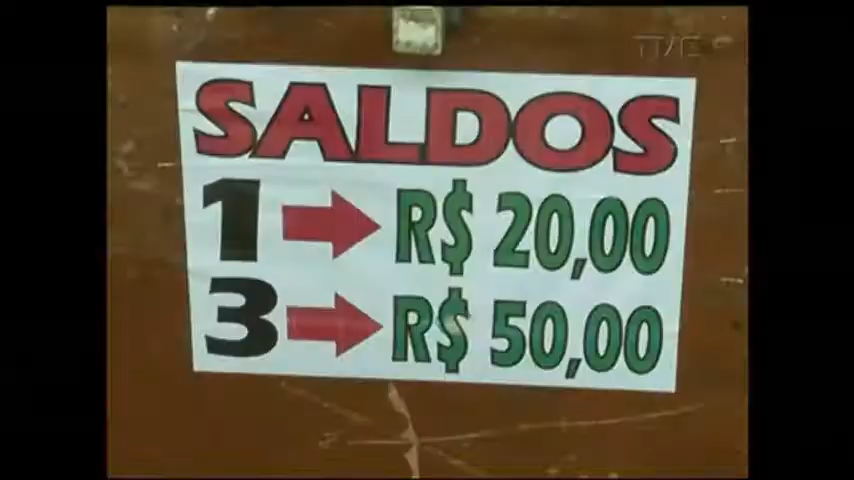 SALDOS
1 → R$ 20,00
3 → R$ 50,00